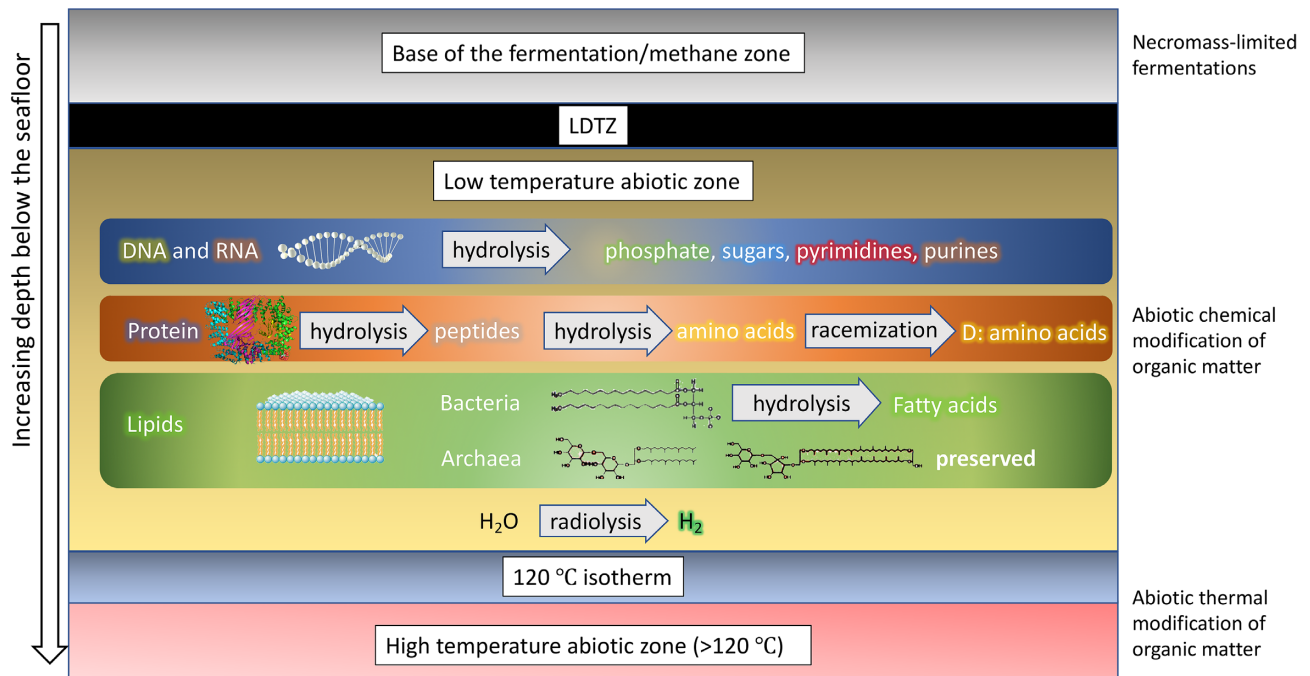 Increasing depth below the seafloor
Base of the fermentation/methane zone
Necromass-limited
fermentations
LDTZ
Low temperature abiotic zone
DNA and RNA hydrolysis phosphate, sugars, pyrimidines, purines
Protein hydrolysis peptides hydrolysis amino acids racemization D: amino acids
Abiotic chemical
modification of
organic matter
Lipids
Bacteria hydrolysis Fatty acids
Archaea preserved
H₂O radiolysis H₂
120 °C isotherm
High temperature abiotic zone (>120 °C)
Abiotic thermal
modification of
organic matter